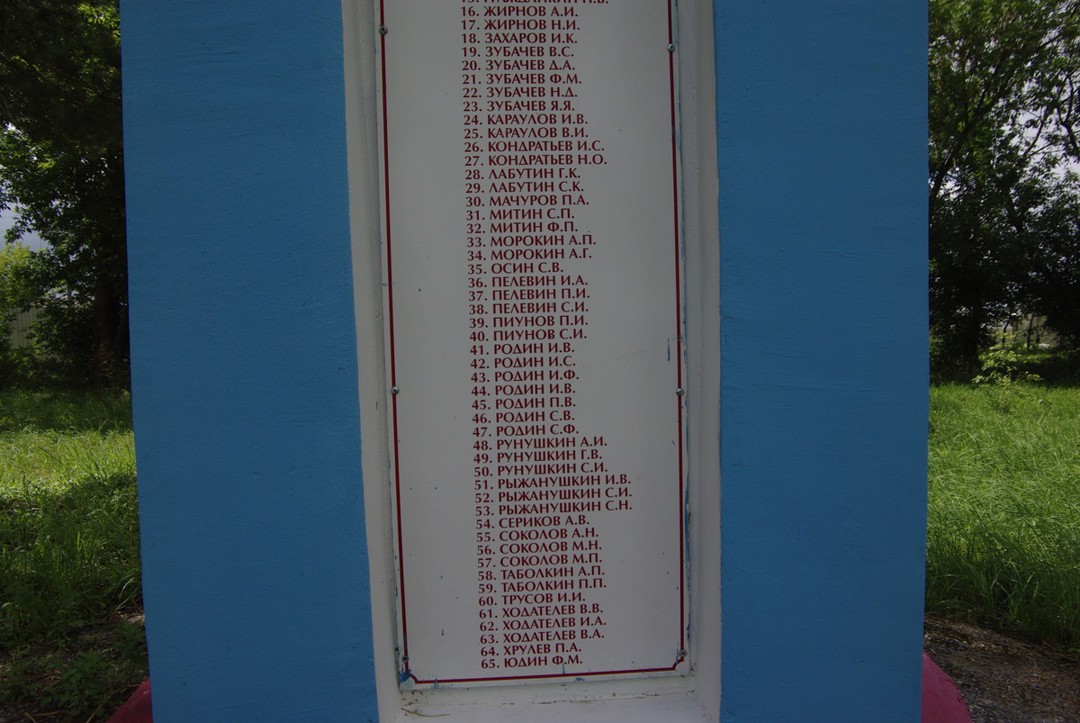 16. ЖИРНОВ А.И.
17. ЖИРНОВ Н.И.
18. ЗАХАРОВ И.К.
19. ЗУБАЧЕВ В.С.
20. ЗУБАЧЕВ Д.А.
21. ЗУБАЧЕВ Ф.М.
22. ЗУБАЧЕВ Н.Д.
23. ЗУБАЧЕВ Я.Я.
24. КАРАУЛОВ И.В.
25. КАРАУЛОВ В.И.
26. КОНДРАТЬЕВ И.С.
27. КОНДРАТЬЕВ Н.О.
28. ЛАБУТИН Г.К.
29. ЛАБУТИН С.К.
30. МАЧУРОВ П.А.
31. МИТИН С.П.
32. МИТИН Ф.П.
33. МОРОКИН А.П.
34. МОРОКИН А.Г.
35. ОСИН С.В.
36. ПЕЛЕВИН И.А.
37. ПЕЛЕВИН П.И.
38. ПЕЛЕВИН С.И.
39. ПИУНОВ П.И.
40. ПИУНОВ С.И.
41. РОДИН И.В.
42. РОДИН И.С.
43. РОДИН И.Ф.
44. РОДИН И.В.
45. РОДИН П.В.
46. РОДИН С.В.
47. РОДИН С.Ф.
48. РУНУШКИН А.И.
49. РУНУШКИН Г.В.
50. РУНУШКИН С.И.
51. РЫЖАНУШКИН И.В.
52. РЫЖАНУШКИН С.И.
53. РЫЖАНУШКИН С.Н.
54. СЕРИКОВ А.В.
55. СОКОЛОВ А.Н.
56. СОКОЛОВ М.Н.
57. СОКОЛОВ М.П.
58. ТАБОЛКИН А.П.
59. ТАБОЛКИН П.П.
60. ТРУСОВ И.И.
61. ХОДАТЕЛЕВ В.В.
62. ХОДАТЕЛЕВ И.А.
63. ХОДАТЕЛЕВ В.А.
64. ХРУЛЕВ П.А.
65. ЮДИН Ф.М.